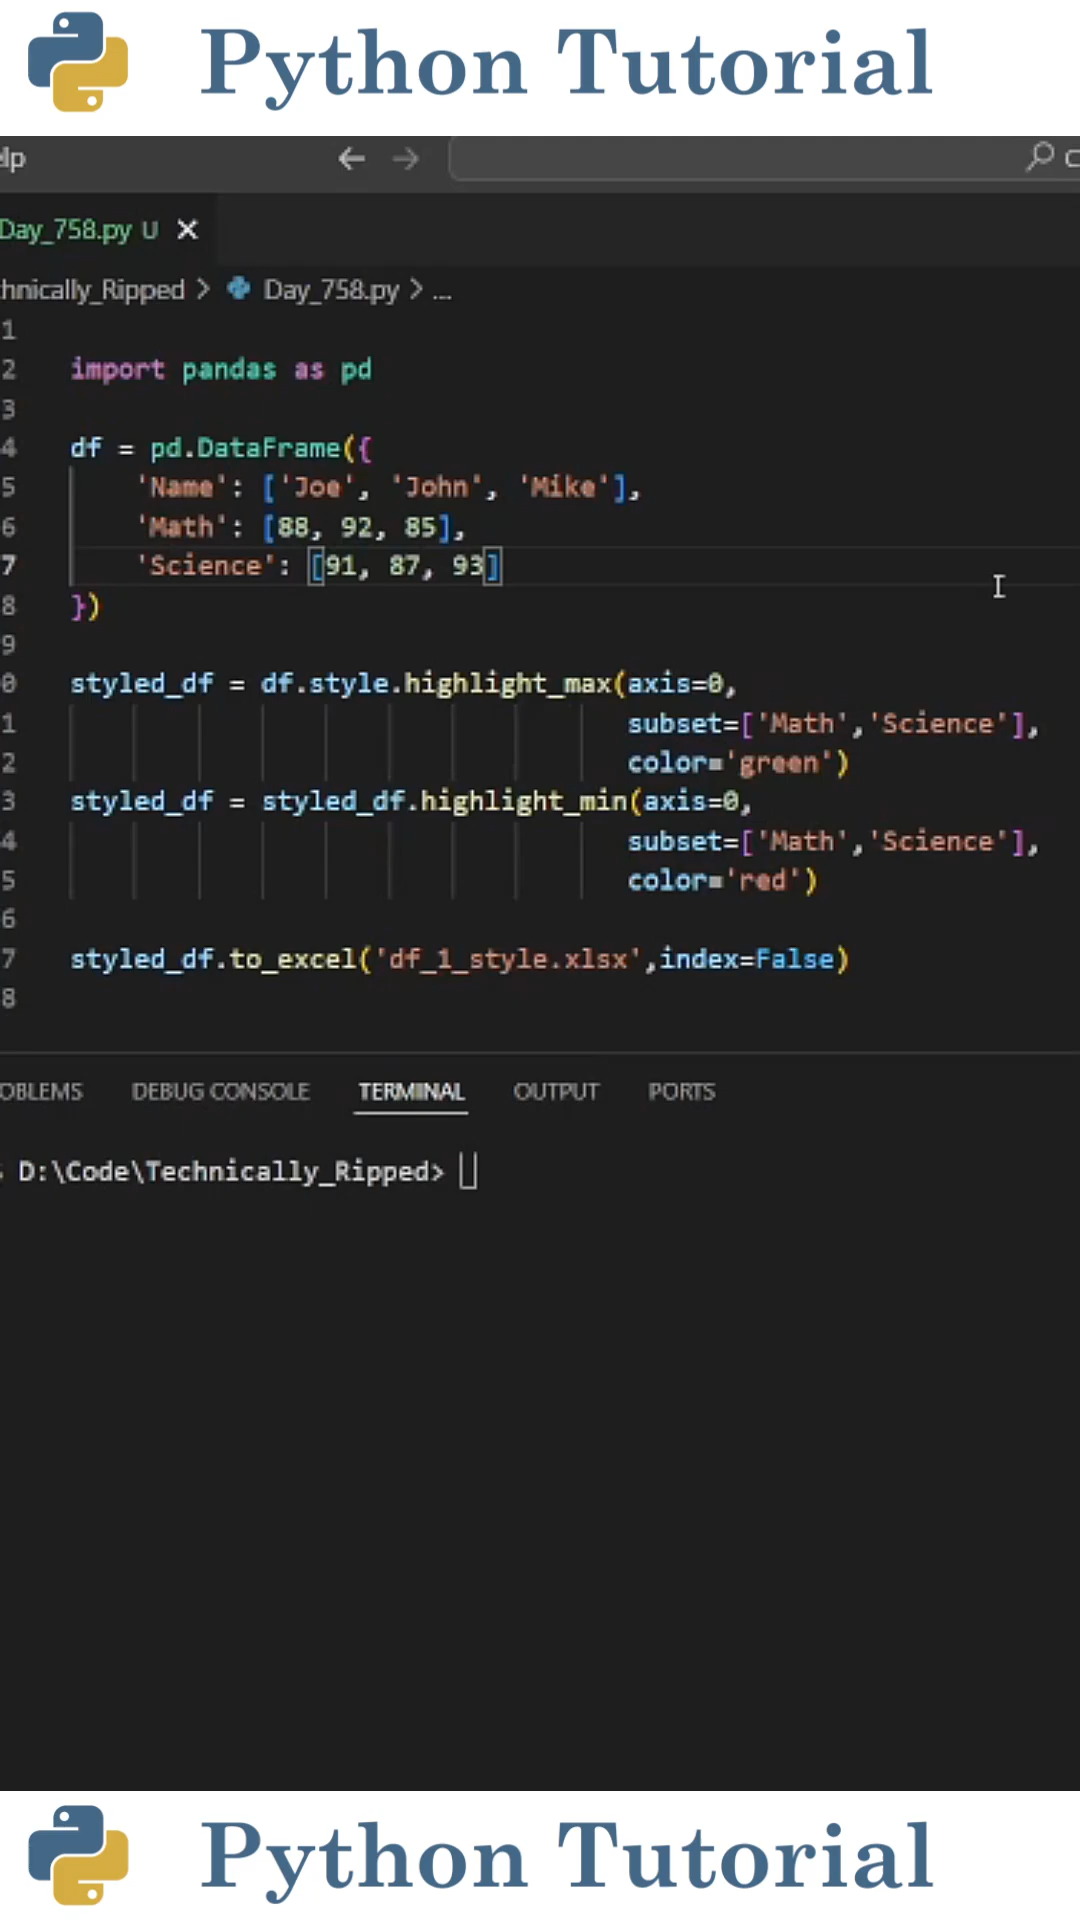 Python Tutorial
elp
Day_758.py U
hnically_Ripped > Day_758.py > ...
1
2 import pandas as pd
3
4 df = pd.DataFrame({
5 'Name': ['Joe', 'John', 'Mike'],
6 'Math': [88, 92, 85],
7 'Science': [91, 87, 93]
8 })
9
0 styled_df = df.style.highlight_max(axis=0,
1 subset=['Math','Science'],
2 color='green')
3 styled_df = styled_df.highlight_min(axis=0,
4 subset=['Math','Science'],
5 color='red')
6
7 styled_df.to_excel('df_1_style.xlsx',index=False)
8
OBLEMS DEBUG CONSOLE TERMINAL OUTPUT PORTS
D:\Code\Technically_Ripped>
Python Tutorial